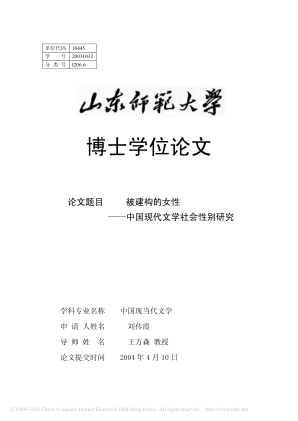 单位代码 10445
学 号 20031032
分 类 号 I206.6
山东师范大学
博士学位论文
论文题目 被建构的女性
——中国现代文学社会性别研究
学科专业名称 中国现当代文学
申 请 人姓名 刘传霞
导 师 姓 名 王万森 教授
论文提交时间 2004 年 4 月 10 日
(C)1994-2022 China Academic Journal Electronic Publishing House. All rights reserved. http://www.cnki.net